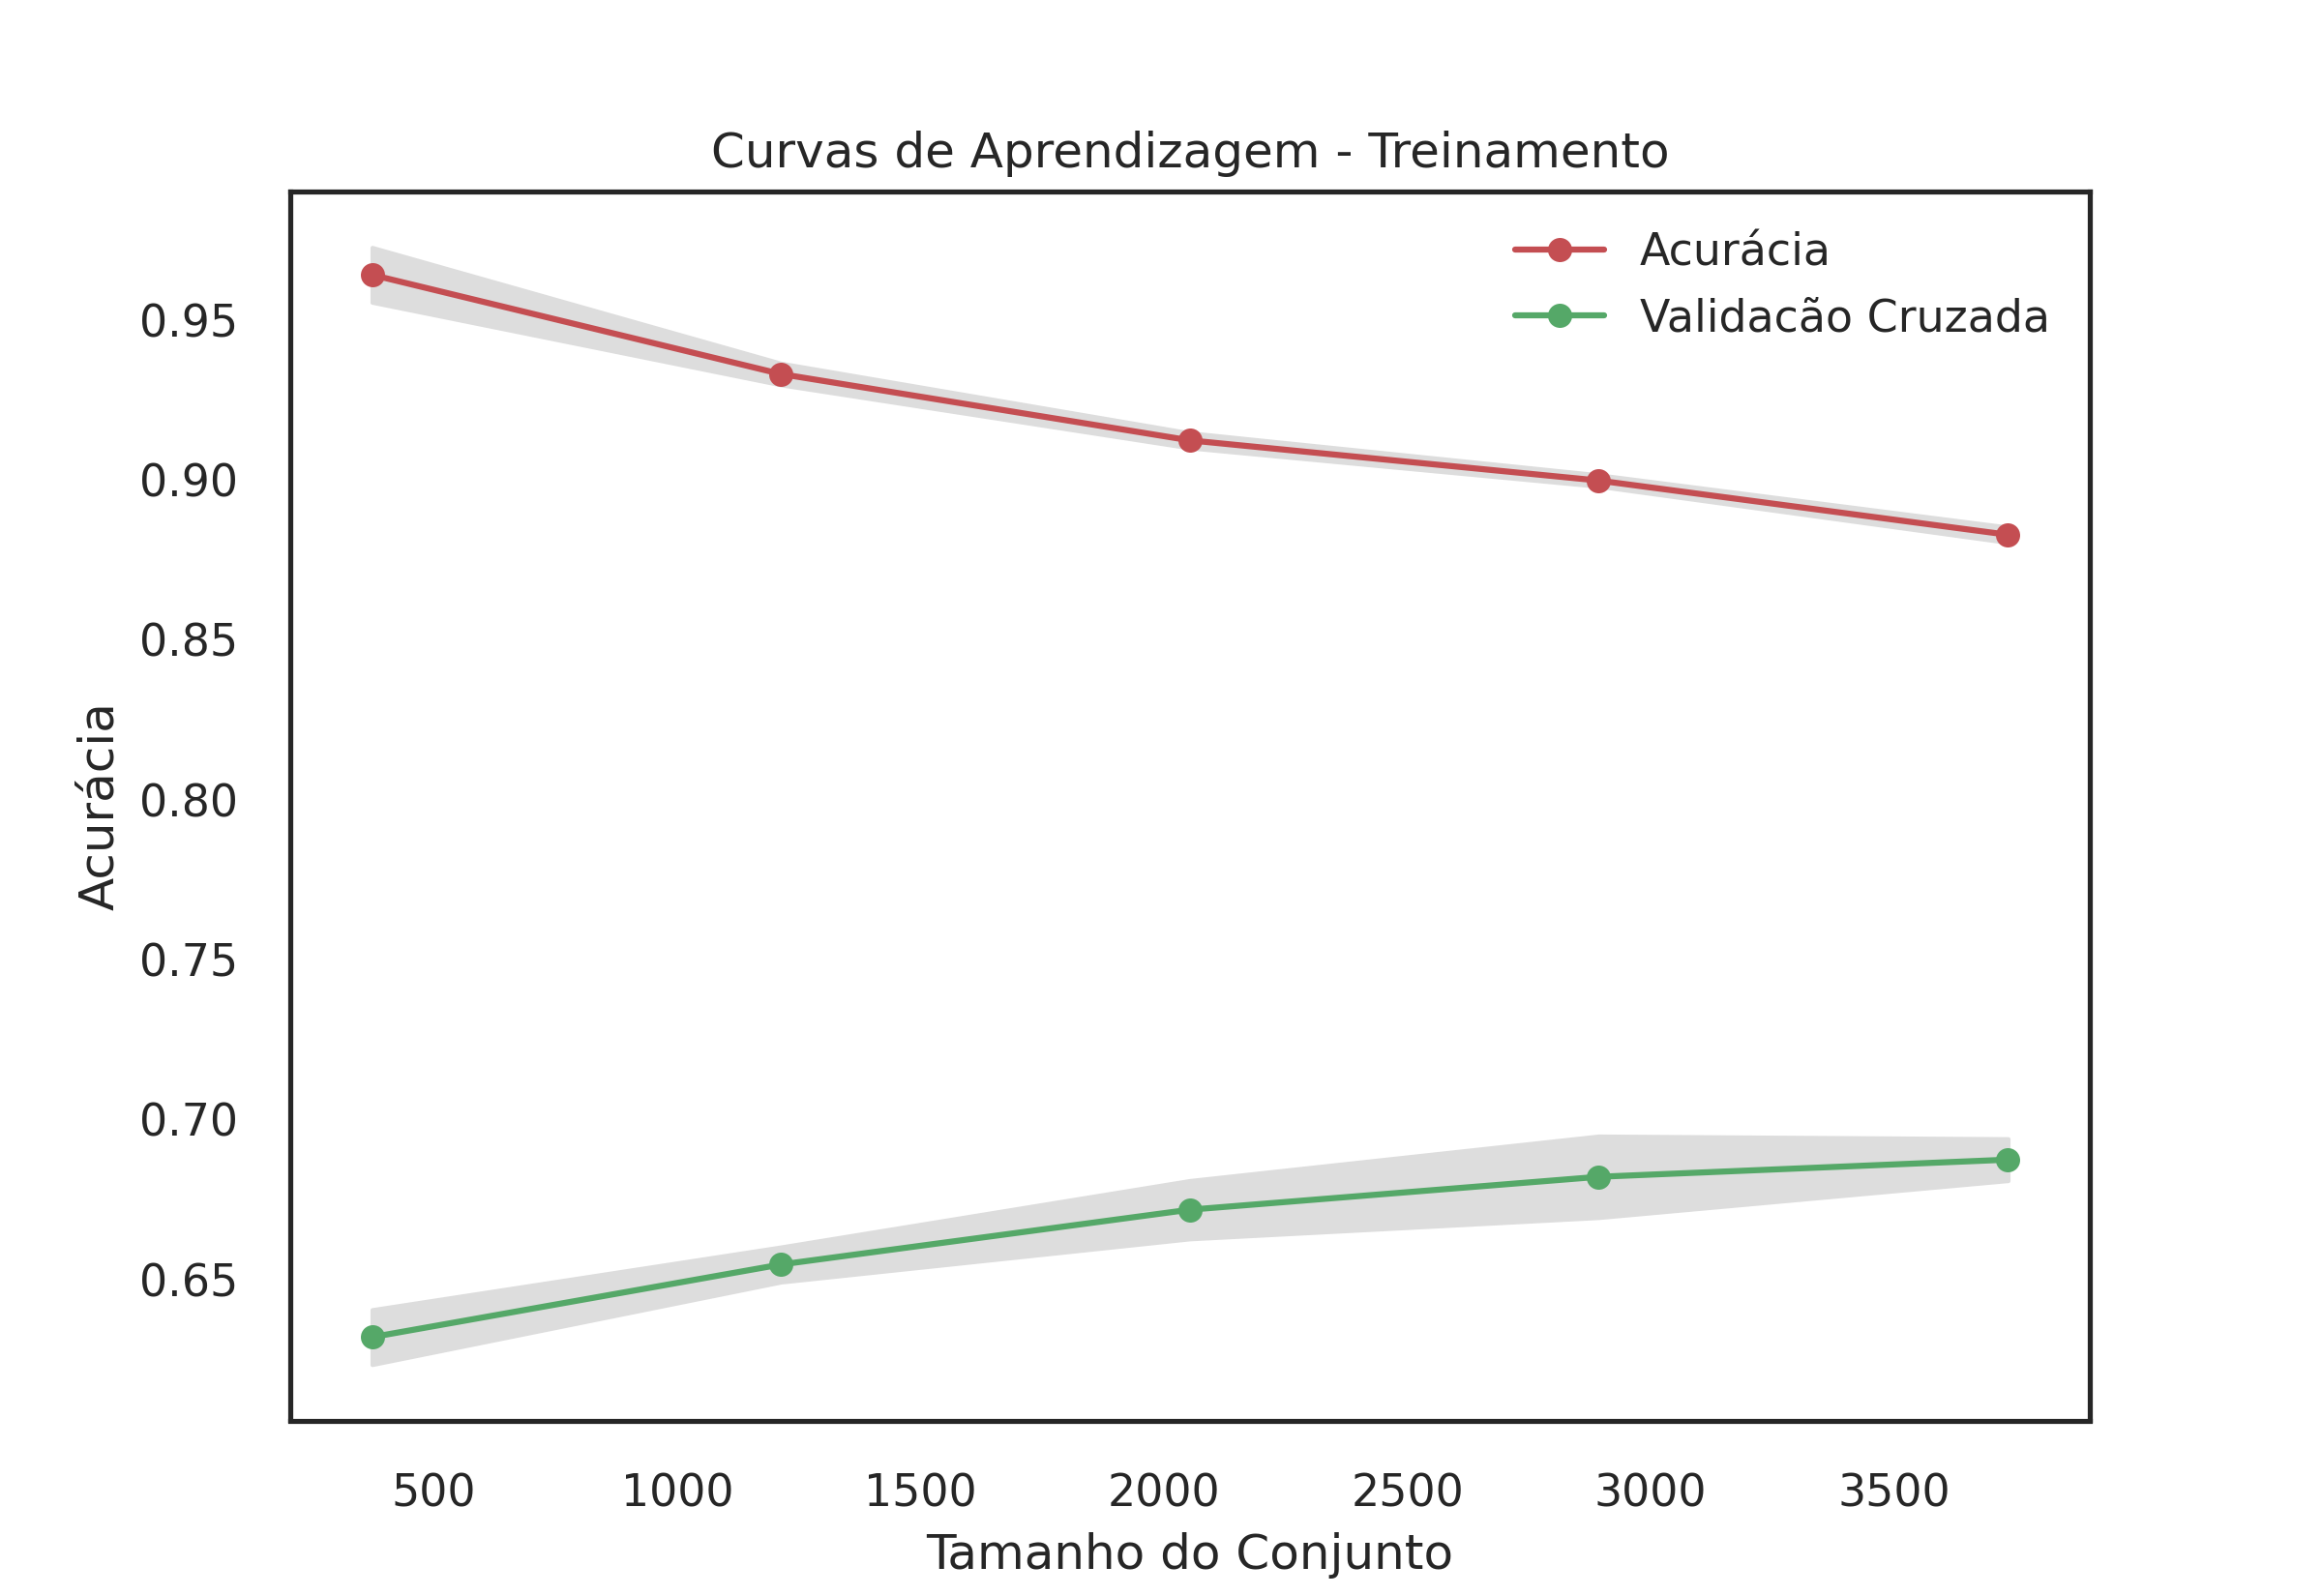 Curvas de Aprendizagem - Treinamento
Acurácia
Validacão Cruzada
0.95
0.90
0.85
0.80
0.75
0.70
0.65
Acurácia
500 1000 1500 2000 2500 3000 3500
Tamanho do Conjunto